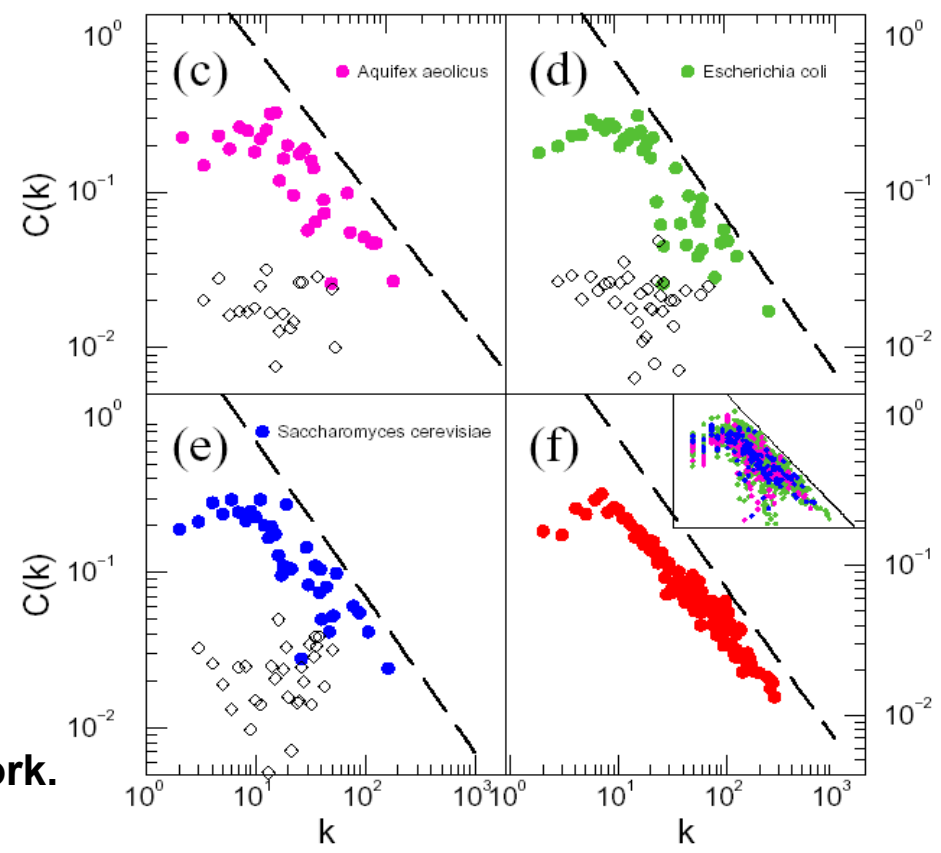 10^0 (c) Aquifex aeolicus (d) Escherichia coli 10^0
10^-1 10^-1
C(k)
10^-2 10^-2
10^0 (e) Saccharomyces cerevisiae (f) 10^0
10^-1 10^-1
C(k)
10^-2 10^-2
ork.
10^0 10^1 10^2 10^3 10^0 10^1 10^2 10^3
k k